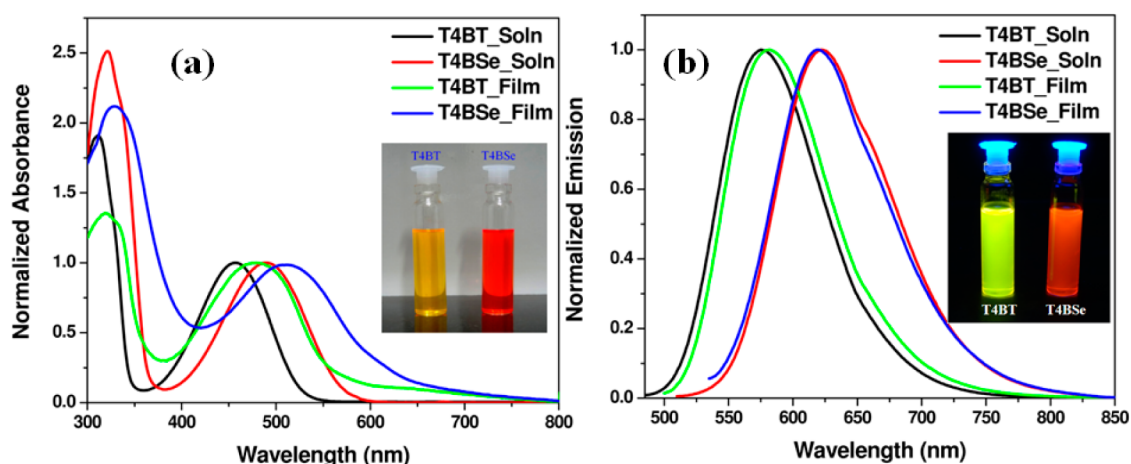 (a)
T4BT_Soln
T4BSe_Soln
T4BT_Film
T4BSe_Film
T4BT T4BSe
Normalized Absorbance
2.5
2.0
1.5
1.0
0.5
0.0
300 400 500 600 700 800
Wavelength (nm)
(b)
T4BT_Soln
T4BSe_Soln
T4BT_Film
T4BSe_Film
T4BT T4BSe
Normalized Emission
1.0
0.8
0.6
0.4
0.2
0.0
500 550 600 650 700 750 800 850
Wavelength (nm)